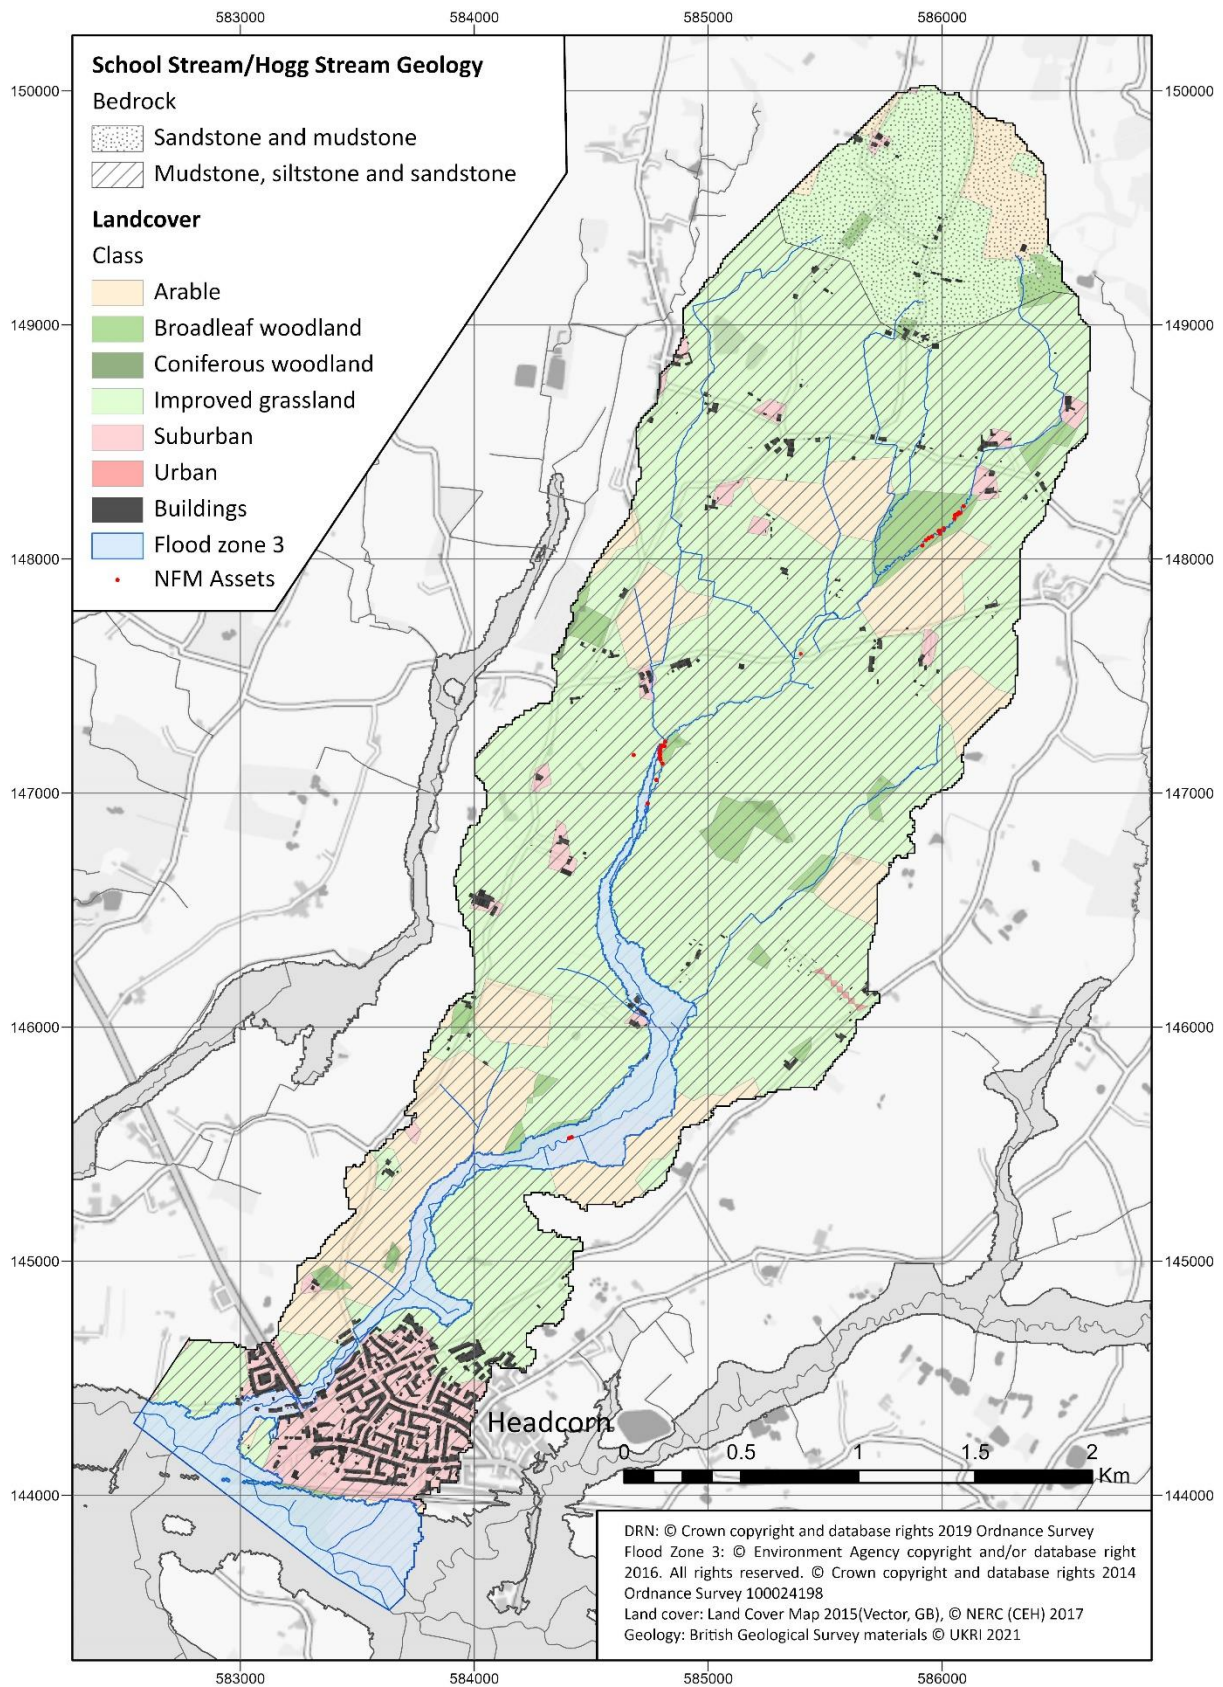 583000 584000 585000 586000
School Stream/Hogg Stream Geology
Bedrock
Sandstone and mudstone
Mudstone, siltstone and sandstone
Landcover
Class
Arable
Broadleaf woodland
Coniferous woodland
Improved grassland
Suburban
Urban
Buildings
Flood zone 3
NFM Assets
150000 150000
149000 149000
148000 148000
147000 147000
146000 146000
145000 145000
144000 144000
Headcorn
0 0.5 1 1.5 2
Km
DRN: © Crown copyright and database rights 2019 Ordnance Survey
Flood Zone 3: © Environment Agency copyright and/or database right
2016. All rights reserved. © Crown copyright and database rights 2014
Ordnance Survey 100024198
Land cover: Land Cover Map 2015(Vector, GB), © NERC (CEH) 2017
Geology: British Geological Survey materials © UKRI 2021
583000 584000 585000 586000